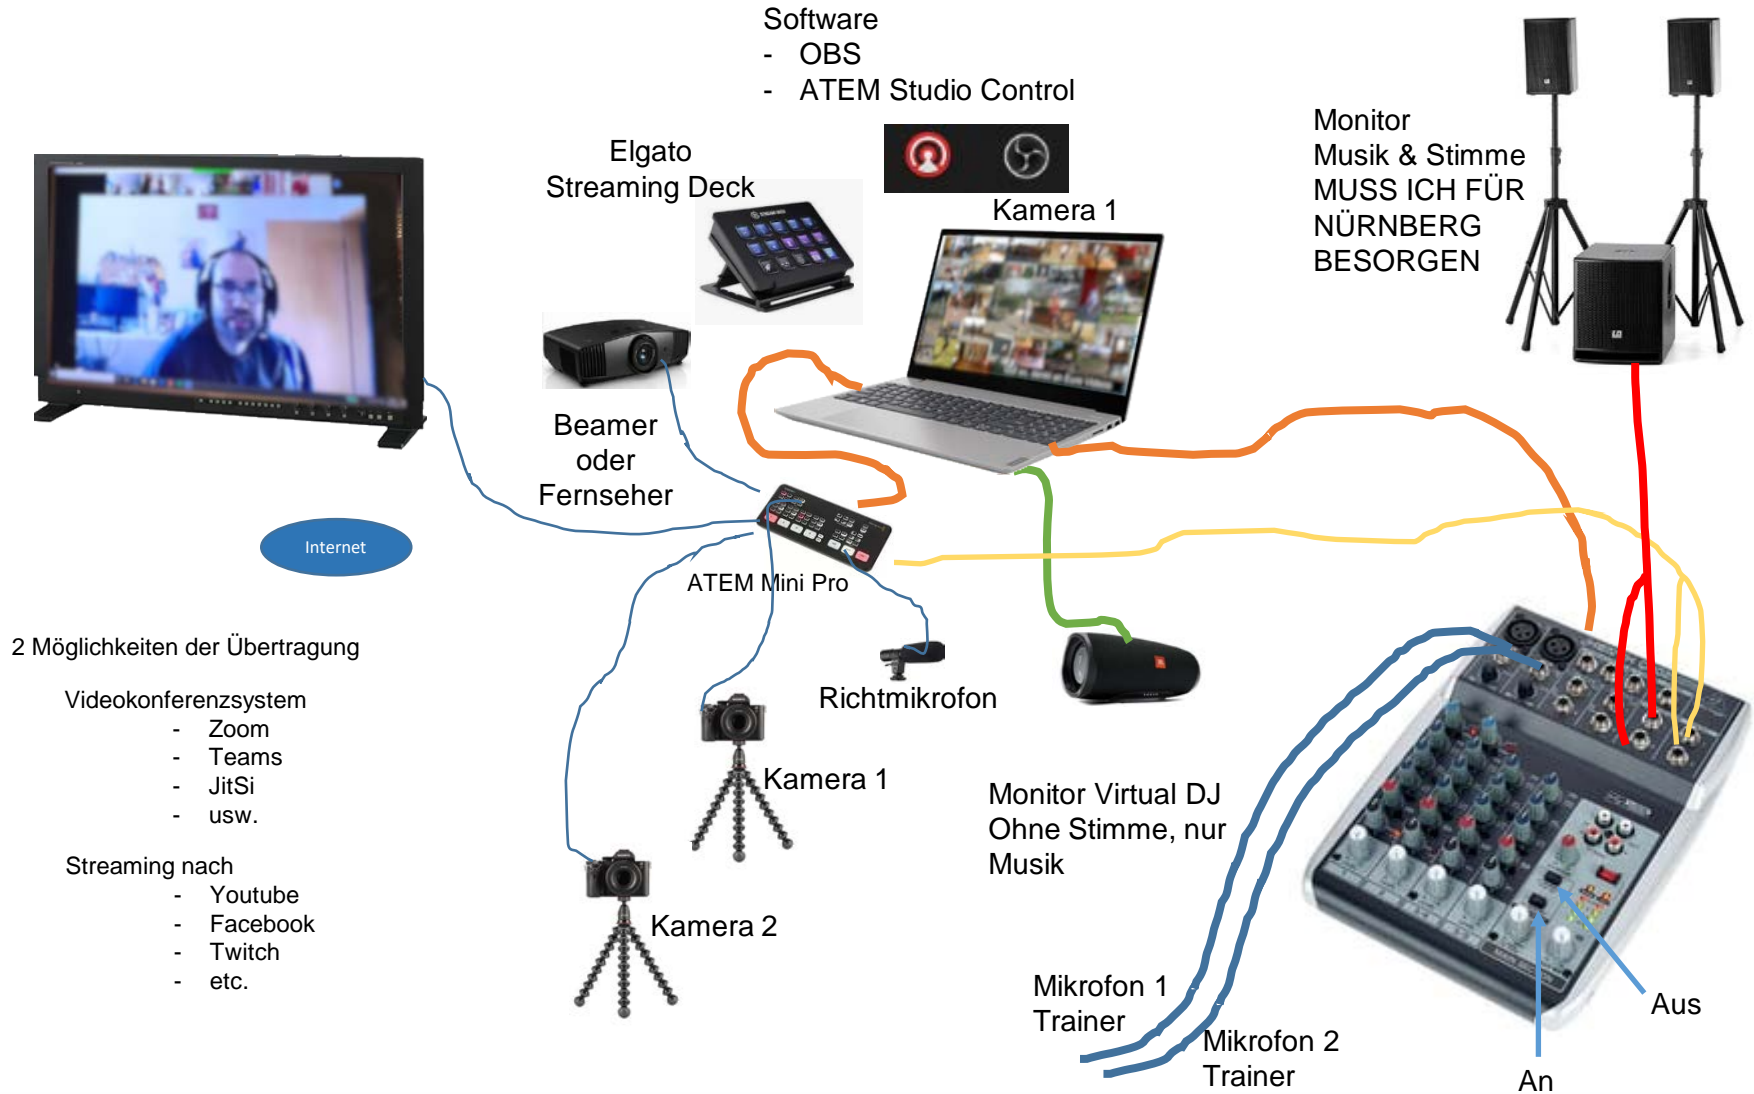 Software
- OBS
- ATEM Studio Control
Elgato
Streaming Deck
Kamera 1
Monitor
Musik & Stimme
MUSS ICH FÜR
NÜRNBERG
BESORGEN
Beamer
oder
Fernseher
Internet
ATEM Mini Pro
2 Möglichkeiten der Übertragung
Videokonferenzsystem
- Zoom
- Teams
- JitSi
- usw.
Streaming nach
- Youtube
- Facebook
- Twitch
- etc.
Richtmikrofon
Kamera 1
Kamera 2
Monitor Virtual DJ
Ohne Stimme, nur
Musik
Mikrofon 1
Trainer
Mikrofon 2
Trainer
Aus
An